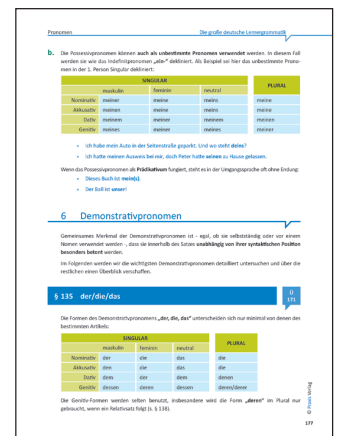 Pronomen Die große deutsche Lernergrammatik
b. Die Possessivpronomen können auch als unbestimmte Pronomen verwendet werden. In diesem Fall
werden sie wie das Indefinitpronomen „ein-" dekliniert. Als Beispiel sei hier das unbestimmte Prono-
men in der 1. Person Singular dekliniert:
SINGULAR PLURAL
maskulin feminin neutral
Nominativ meiner meine meins meine
Akkusativ meinen meine meins meine
Dativ meinem meiner meinem meinen
Genitiv meines meiner meines meiner
• Ich habe mein Auto in der Seitenstraße geparkt. Und wo steht deins?
• Ich hatte meinen Ausweis bei mir, doch Peter hatte seinen zu Hause gelassen.
Wenn das Possessivpronomen als Prädikativum fungiert, steht es in der Umgangssprache oft ohne Endung:
• Dieses Buch ist mein(s).
• Der Ball ist unser!
6 Demonstrativpronomen
Gemeinsames Merkmal der Demonstrativpronomen ist - egal, ob sie selbstständig oder vor einem
Nomen verwendet werden -, dass sie innerhalb des Satzes unabhängig von ihrer syntaktischen Position
besonders betont werden.
Im Folgenden werden wir die wichtigsten Demonstrativpronomen detailliert untersuchen und über die
restlichen einen Überblick verschaffen.
§ 135 der/die/das Ü
171
Die Formen des Demonstrativpronomens „der, die, das" unterscheiden sich nur minimal von denen des
bestimmten Artikels:
SINGULAR PLURAL
maskulin feminin neutral
Nominativ der die das die
Akkusativ den die das die
Dativ dem der dem denen
Genitiv dessen deren dessen deren/derer
Die Genitiv-Formen werden selten benutzt, insbesondere wird die Form „deren" im Plural nur
gebraucht, wenn ein Relativsatz folgt (s. § 138).
© Praxis Verlag
177